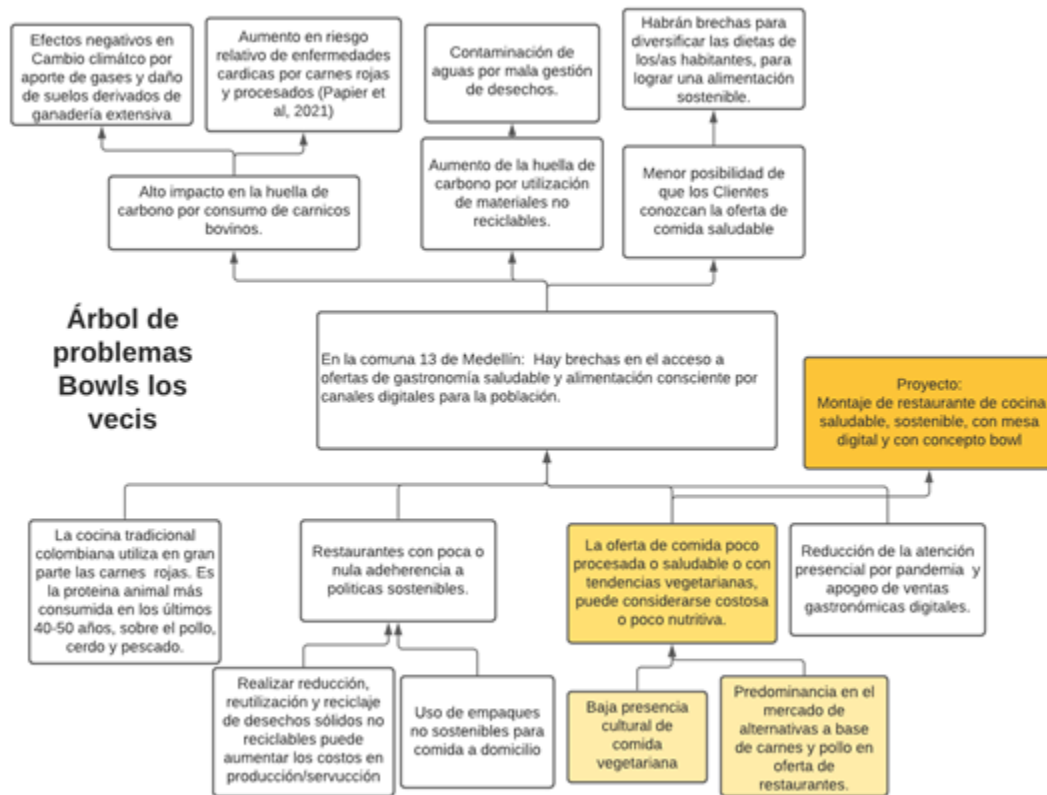 Efectos negativos en
Cambio climátco por
aporte de gases y daño
de suelos derivados de
ganadería extensiva
Aumento en riesgo
relativo de enfermedades
cardicas por carnes rojas
y procesados (Papier et
al, 2021)
Contaminación de
aguas por mala gestión
de desechos.
Habrán brechas para
diversificar las dietas de
los/as habitantes, para
lograr una alimentación
sostenible.
Alto impacto en la huella de
carbono por consumo de carnicos
bovinos.
Aumento de la huella de
carbono por utilización
de materiales no
reciclables.
Menor posibilidad de
que los Clientes
conozcan la oferta de
comida saludable
Árbol de
problemas
Bowls los
vecis
En la comuna 13 de Medellín: Hay brechas en el acceso a
ofertas de gastronomía saludable y alimentación consciente por
canales digitales para la población.
Proyecto:
Montaje de restaurante de cocina
saludable, sostenible, con mesa
digital y con concepto bowl
La cocina tradicional
colombiana utiliza en gran
parte las carnes rojas. Es
la proteina animal más
consumida en los últimos
40-50 años, sobre el pollo,
cerdo y pescado.
Restaurantes con poca o
nula adeherencia a
politicas sostenibles.
La oferta de comida poco
procesada o saludable o con
tendencias vegetarianas,
puede considerarse costosa
o poco nutritiva.
Reducción de la atención
presencial por pandemia y
apogeo de ventas
gastronómicas digitales.
Realizar reducción,
reutilización y reciclaje
de desechos sólidos no
reciclables puede
aumentar los costos en
producción/servucción
Uso de empaques
no sostenibles para
comida a domicilio
Baja presencia
cultural de
comida
vegetariana
Predominancia en el
mercado de
alternativas a base
de carnes y pollo en
oferta de
restaurantes.